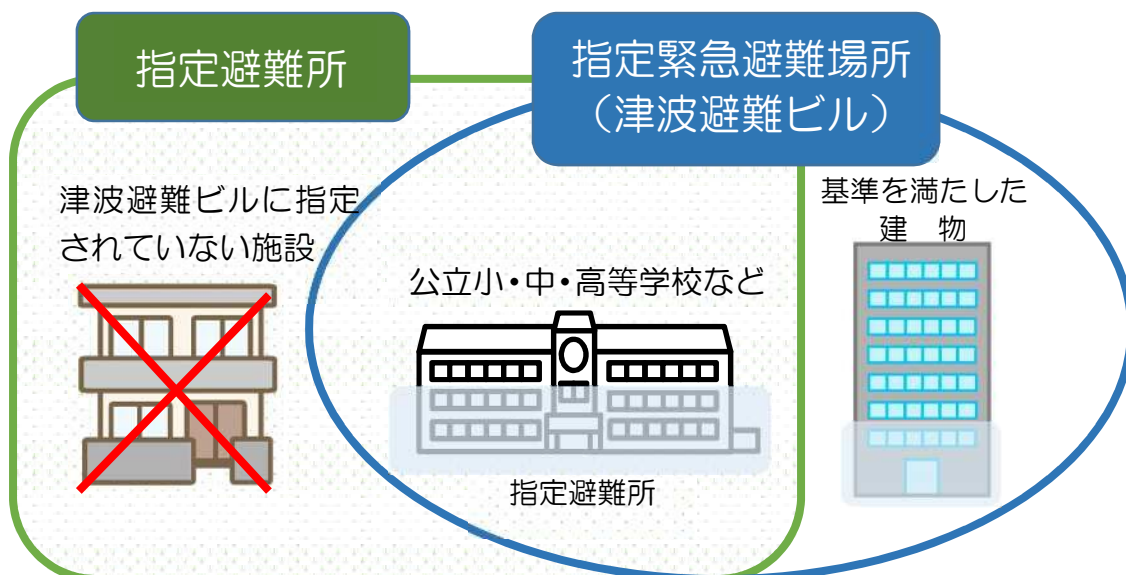 指定避難所
指定緊急避難場所
（津波避難ビル）
津波避難ビルに指定
されていない施設
公立小・中・高等学校など
指定避難所
基準を満たした
建　物